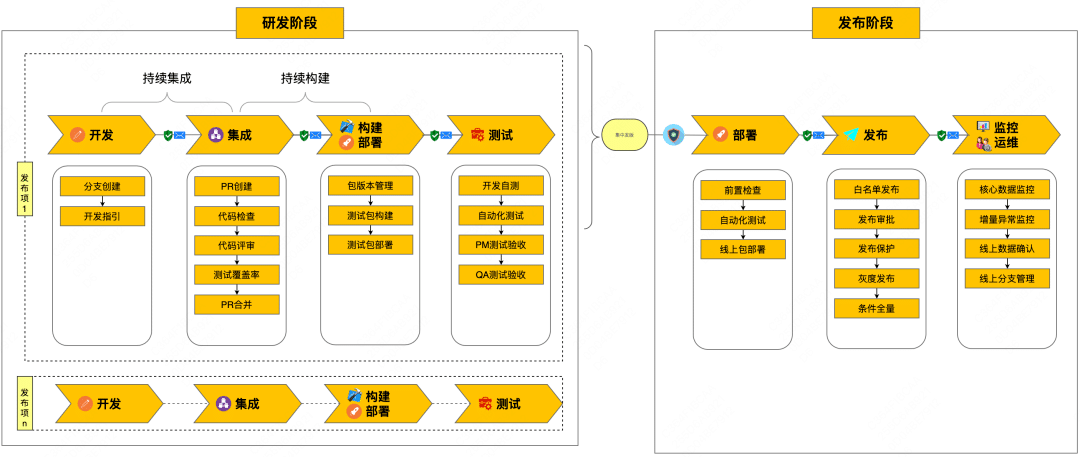 研发阶段
发布阶段
持续集成
持续构建
开发
集成
构建
部署
测试
部署
发布
监控
运维
发布项1
分支创建
开发指引
PR创建
代码检查
代码评审
测试覆盖率
PR合并
包版本管理
测试包构建
测试包部署
开发自测
自动化测试
PM测试验收
QA测试验收
前置检查
自动化测试
线上包部署
白名单发布
发布审批
发布保护
灰度发布
条件全量
核心数据监控
增量异常监控
线上数据确认
线上分支管理
发布项n
开发
集成
构建
部署
测试